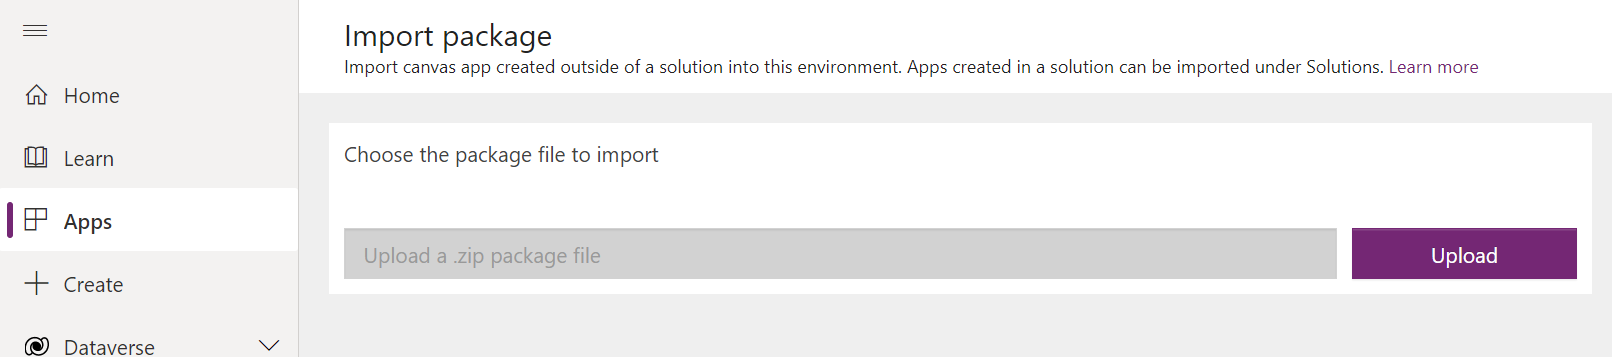 Import package
Import canvas app created outside of a solution into this environment. Apps created in a solution can be imported under Solutions. Learn more
Home
Learn
Apps
Create
Dataverse
Choose the package file to import
Upload a .zip package file
Upload